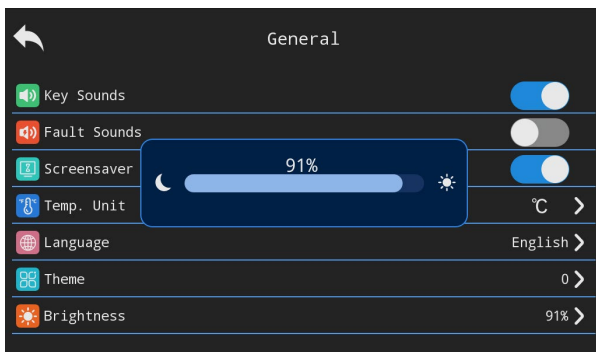 General
Key Sounds
Fault Sounds
Screensaver
91%
Temp. Unit ℃
Language English
Theme 0
Brightness 91%